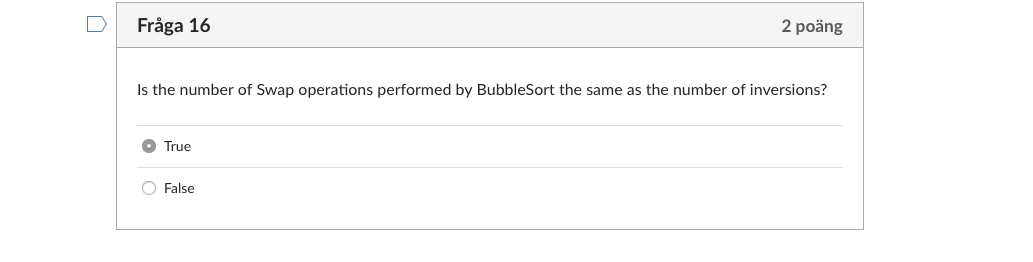 Fråga 16
2 poäng
Is the number of Swap operations performed by BubbleSort the same as the number of inversions?
True
False